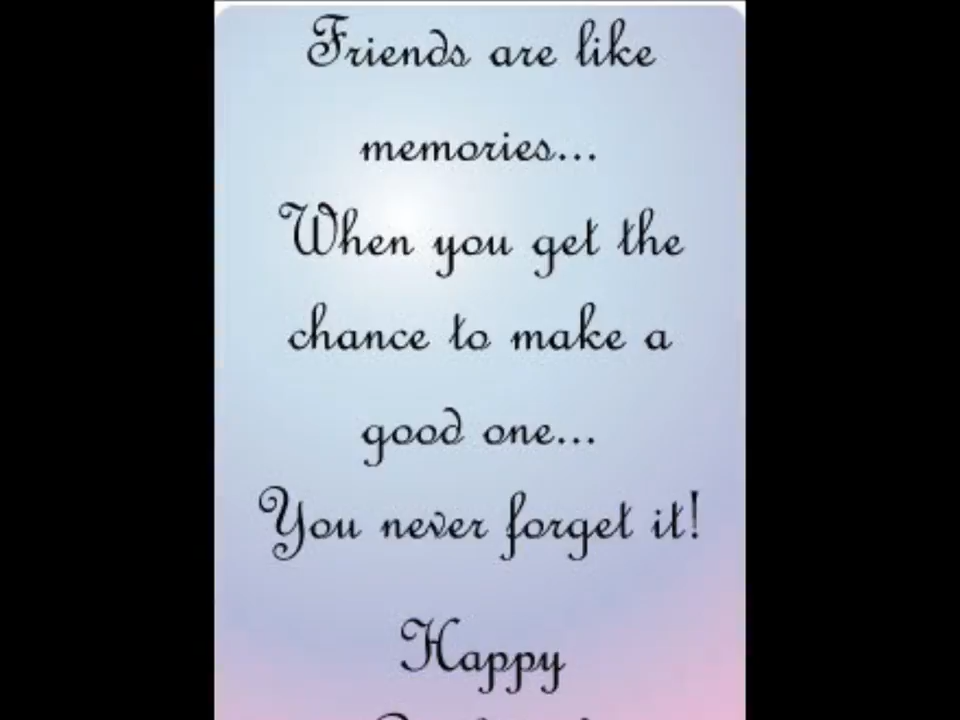 Friends are like
memories...
When you get the
chance to make a
good one...
You never forget it!
Happy